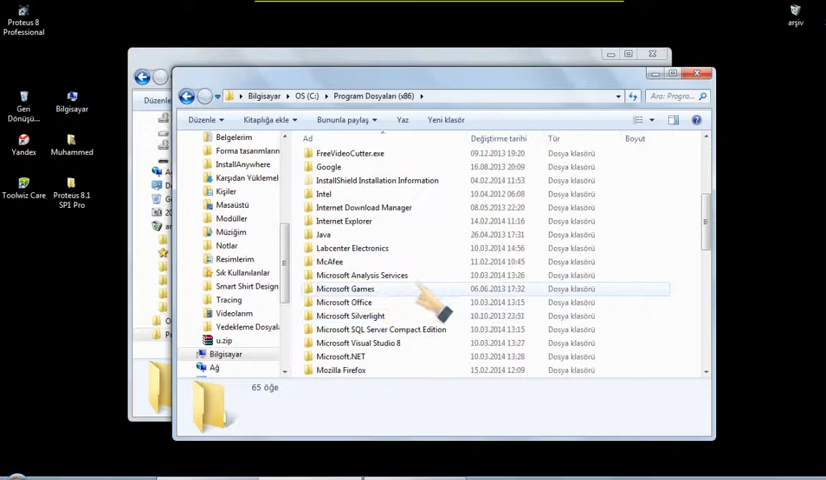 Proteus 8
Professional
arşiv
Geri
Dönüşü...
Bilgisayar
Yandex
Muhammed
Toolwiz Care
Proteus 8.1
SP1 Pro
Düzenle
Bilgisayar
OS (C:)
Program Dosyaları (x86)
Ara: Progra...
Düzenle
Kitaplığa ekle
Bununla paylaş
Yaz
Yeni klasör
Belgelerim
Forma tasarımların
InstallAnywhere
Karşıdan Yüklemel
Kişiler
Masaüstü
Modüller
Müziğim
Notlar
Resimlerim
Sık Kullanılanlar
Smart Shirt Design
Tracing
Videolarım
Yedekleme Dosyal
u.zip
Bilgisayar
Ağ
Ad Değiştirme tarihi Tür Boyut
FreeVideoCutter.exe 09.12.2013 19:20 Dosya klasörü
Google 16.08.2013 20:09 Dosya klasörü
InstallShield Installation Information 04.02.2014 11:53 Dosya klasörü
Intel 10.04.2012 06:08 Dosya klasörü
Internet Download Manager 08.05.2013 22:20 Dosya klasörü
Internet Explorer 14.02.2014 11:16 Dosya klasörü
Java 26.04.2013 17:31 Dosya klasörü
Labcenter Electronics 10.03.2014 14:56 Dosya klasörü
McAfee 11.02.2014 10:45 Dosya klasörü
Microsoft Analysis Services 10.03.2014 13:26 Dosya klasörü
Microsoft Games 06.06.2013 17:32 Dosya klasörü
Microsoft Office 10.03.2014 13:15 Dosya klasörü
Microsoft Silverlight 10.10.2013 22:51 Dosya klasörü
Microsoft SQL Server Compact Edition 10.03.2014 13:15 Dosya klasörü
Microsoft Visual Studio 8 10.03.2014 13:27 Dosya klasörü
Microsoft.NET 10.03.2014 13:28 Dosya klasörü
Mozilla Firefox 15.02.2014 12:09 Dosya klasörü
65 öğe